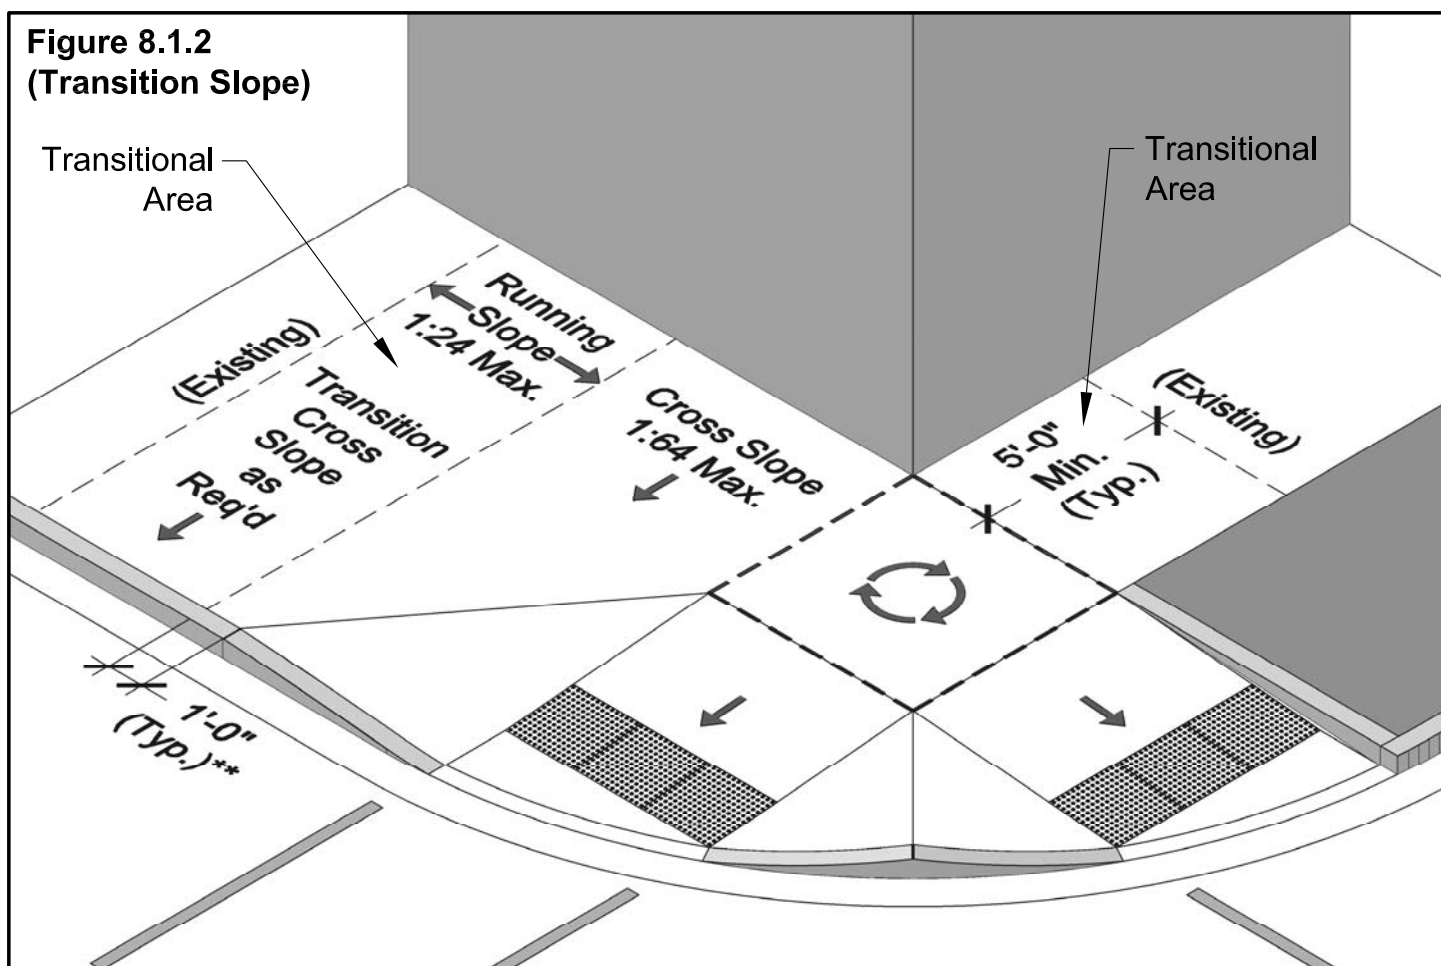 Figure 8.1.2
(Transition Slope)
Transitional
Area
Transitional
Area
Running
Slope
1:24 Max.
(Existing)
Transition
Cross
Slope
as
Req'd
Cross Slope
1:64 Max.
(Existing)
5'-0"
Min.
(Typ.)
1'-0"
(Typ.)**